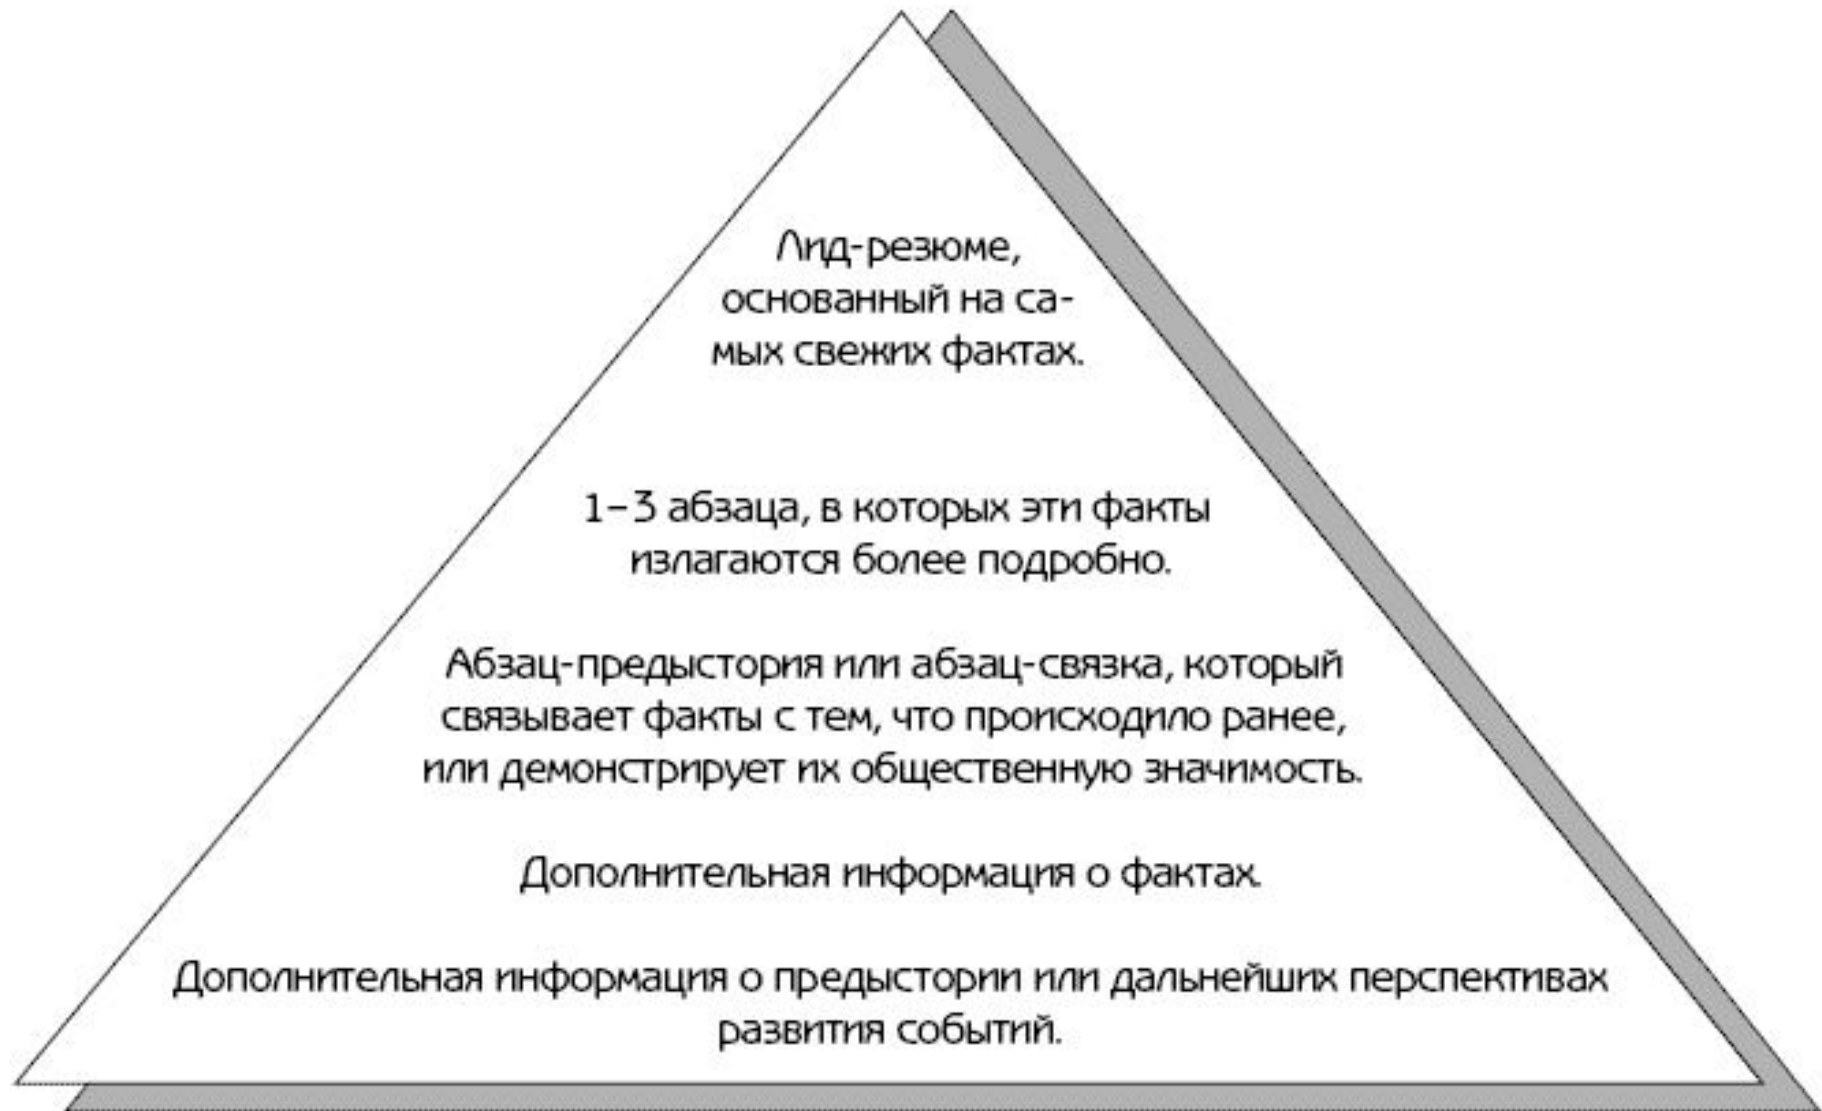 Лид-резюме,
основанный на са-
мых свежих фактах.
1–3 абзаца, в которых эти факты
излагаются более подробно.
Абзац-предыстория или абзац-связка, который
связывает факты с тем, что происходило ранее,
или демонстрирует их общественную значимость.
Дополнительная информация о фактах.
Дополнительная информация о предыстории или дальнейших перспективах
развития событий.